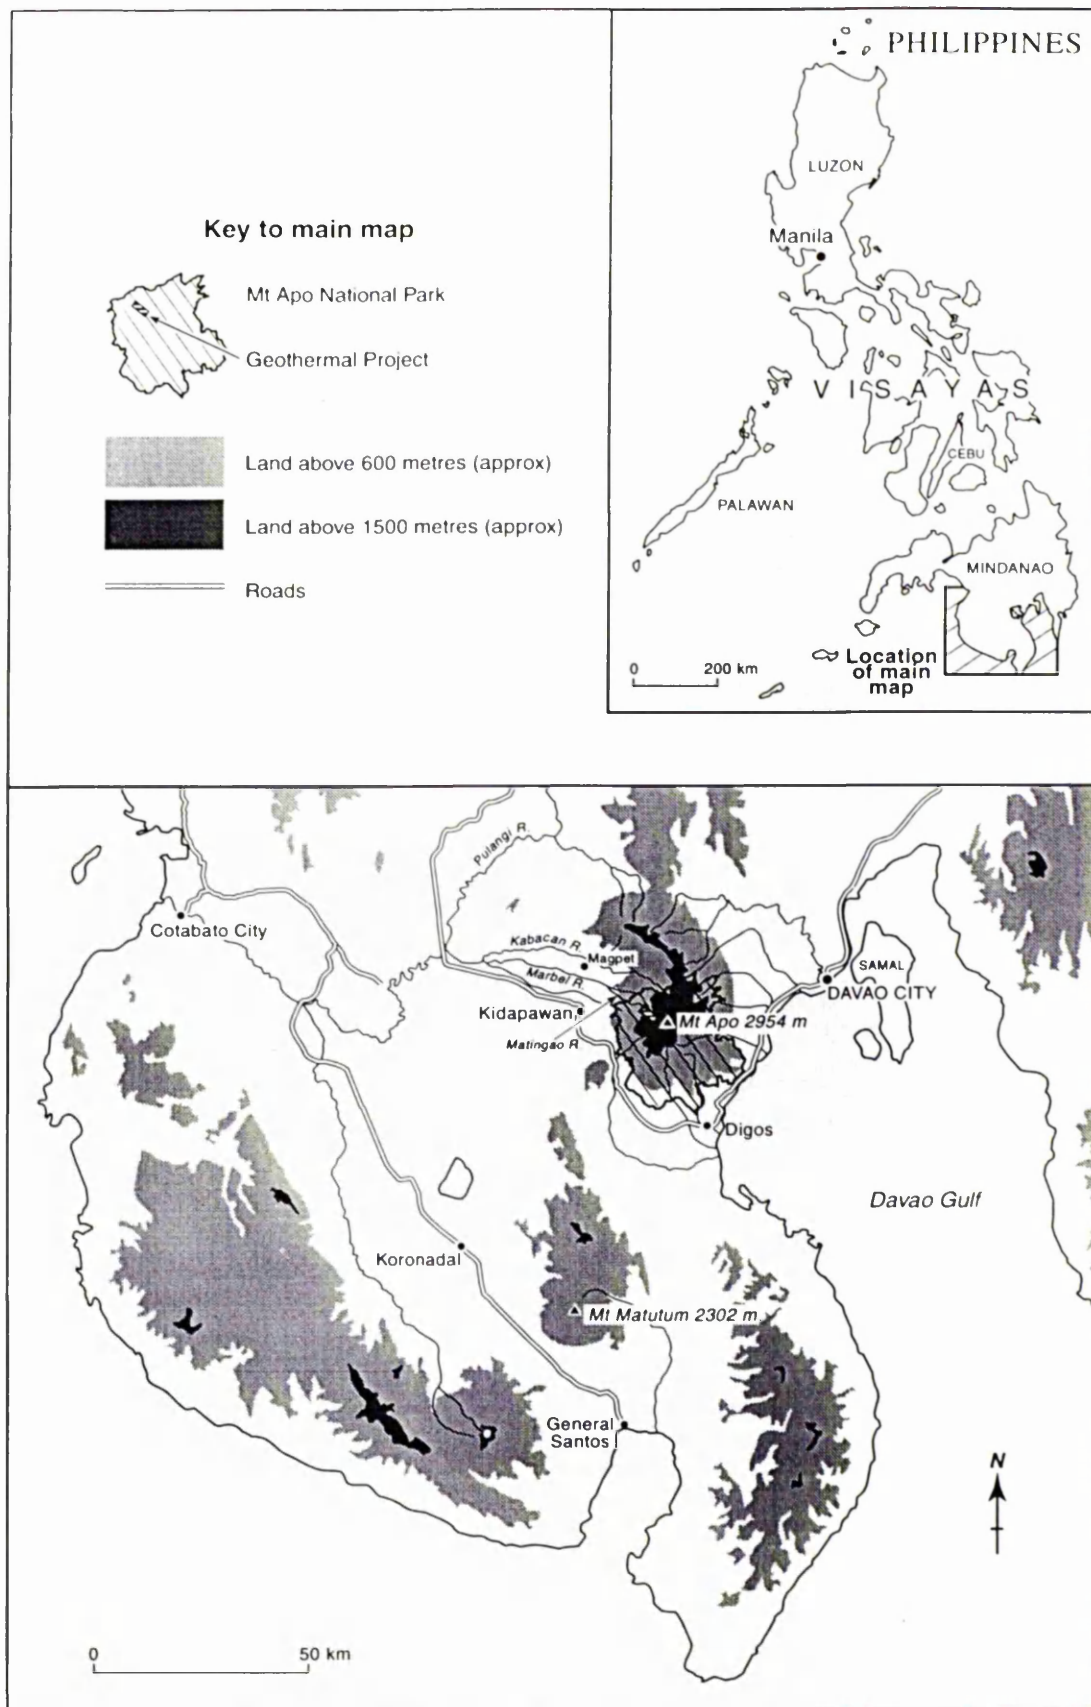 PHILIPPINES
LUZON
Manila
VISAYAS
CEBU
PALAWAN
MINDANAO
Location
of main
map
0 200 km
Key to main map
Mt Apo National Park
Geothermal Project
Land above 600 metres (approx)
Land above 1500 metres (approx)
Roads
Pulangi R.
Cotabato City
Kabacan R.
Magpet
Marbel R.
SAMAL
DAVAO CITY
Kidapawan
Mt Apo 2954 m
Matingao R.
Digos
Davao Gulf
Koronadal
Mt Matutum 2302 m
General
Santos
N
0 50 km